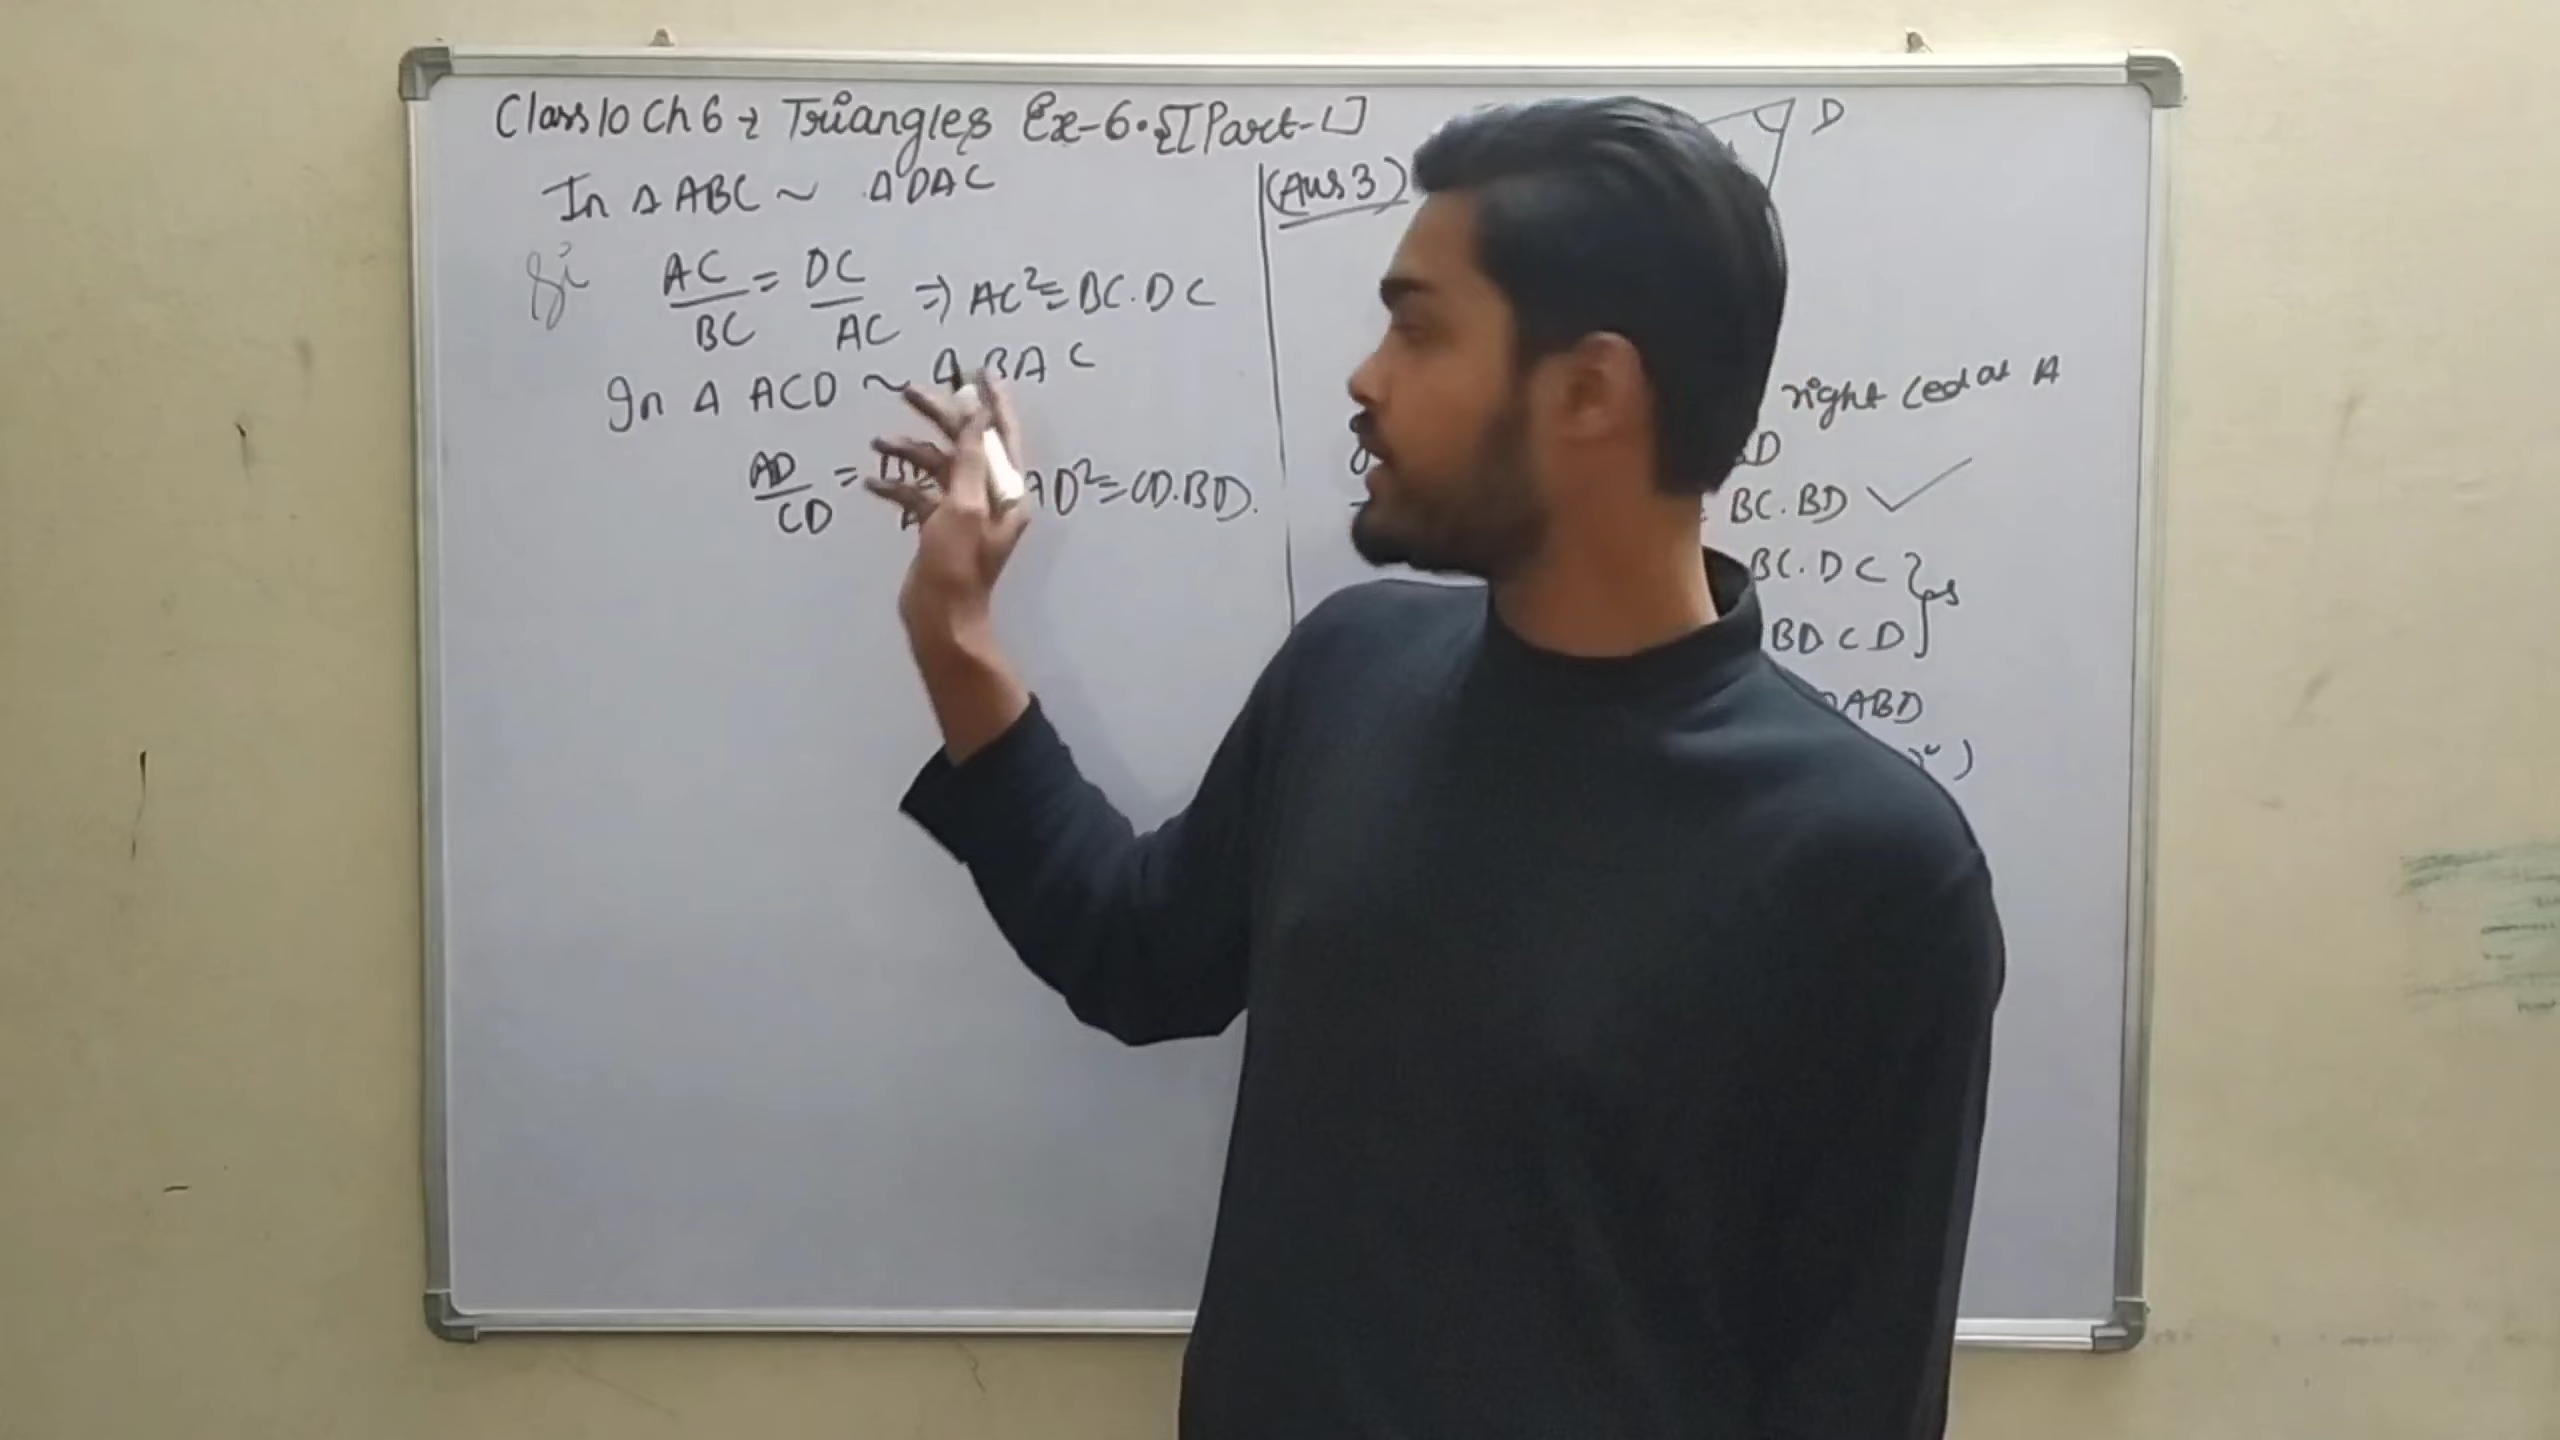 Class 10 Ch 6 → Triangles Ex-6.5 [Part-1]
In Δ ABC ~ ΔDAC
AC/BC = DC/AC ⇒ AC² = BC.DC
In Δ ACD ~ Δ BAC
AD/CD = AD² = CD.BD.
(Ans 3)
D
right ∠ed at A
BD
BC.BD ✓
BC.DC
BD CD
ABD